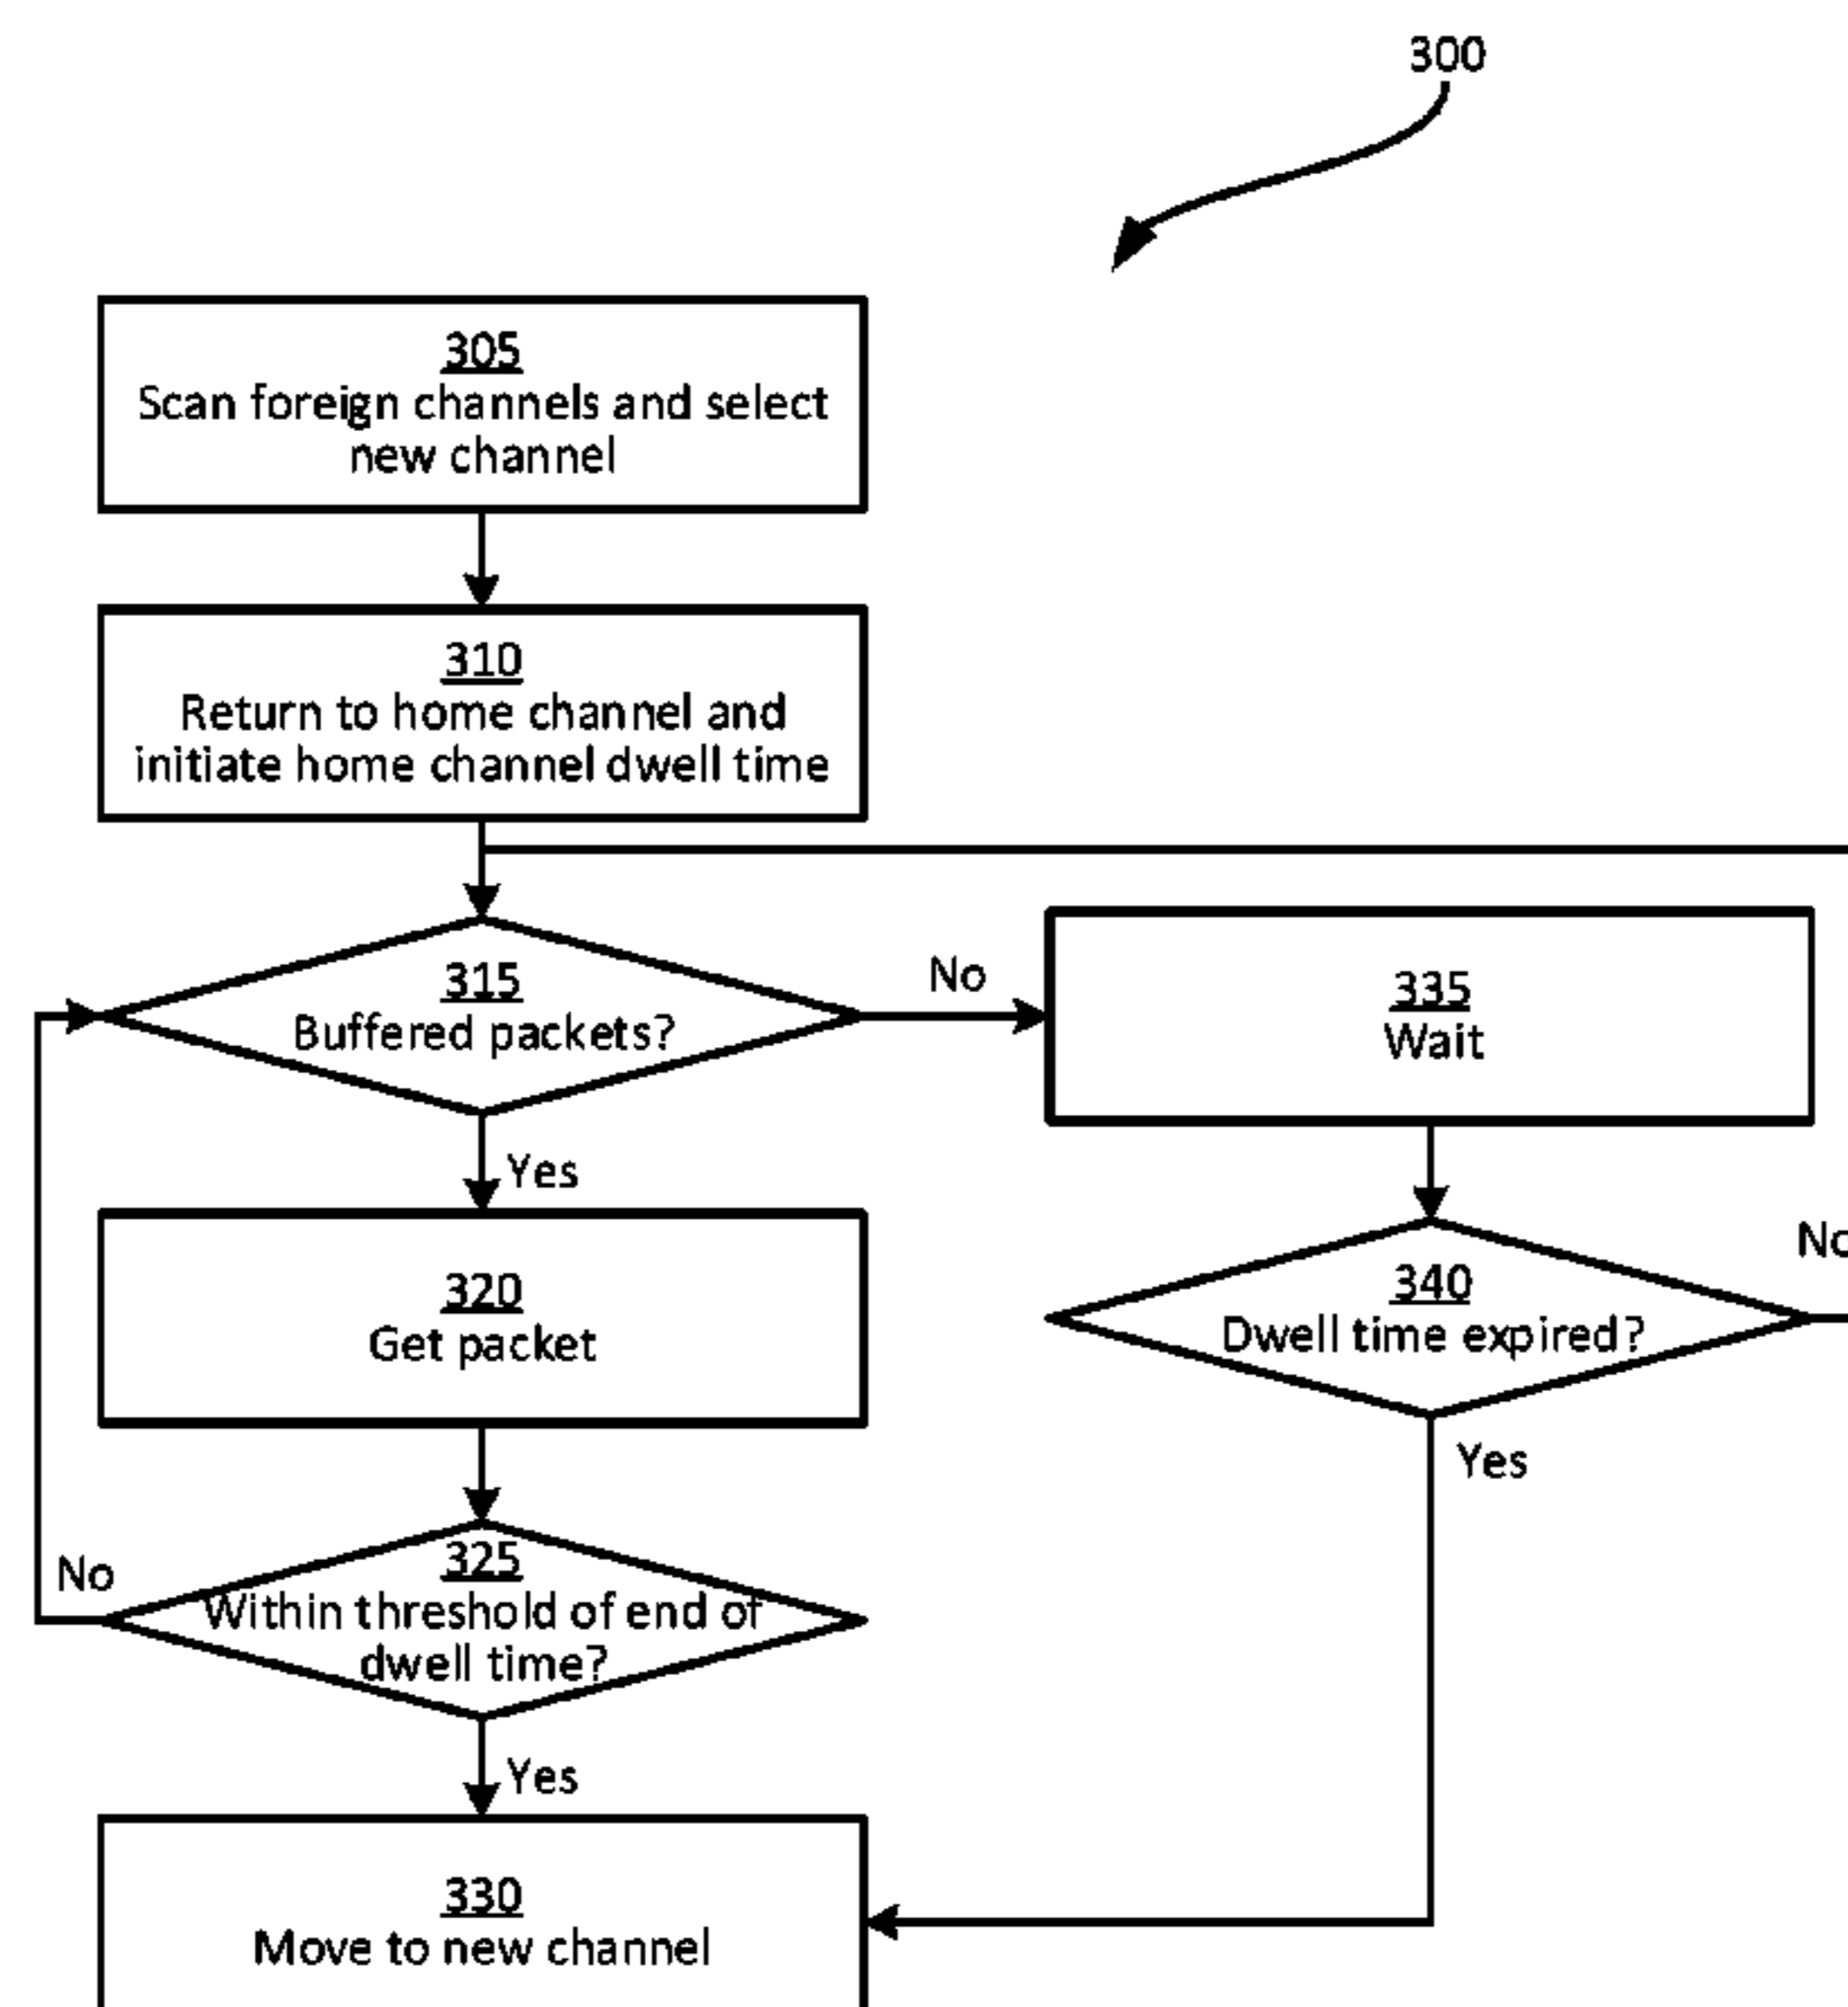 300
305
Scan foreign channels and select
new channel
310
Return to home channel and
initiate home channel dwell time
315
Buffered packets?
No
335
Wait
Yes
320
Get packet
340
Dwell time expired?
No
Yes
325
Within threshold of end of
dwell time?
No
Yes
330
Move to new channel